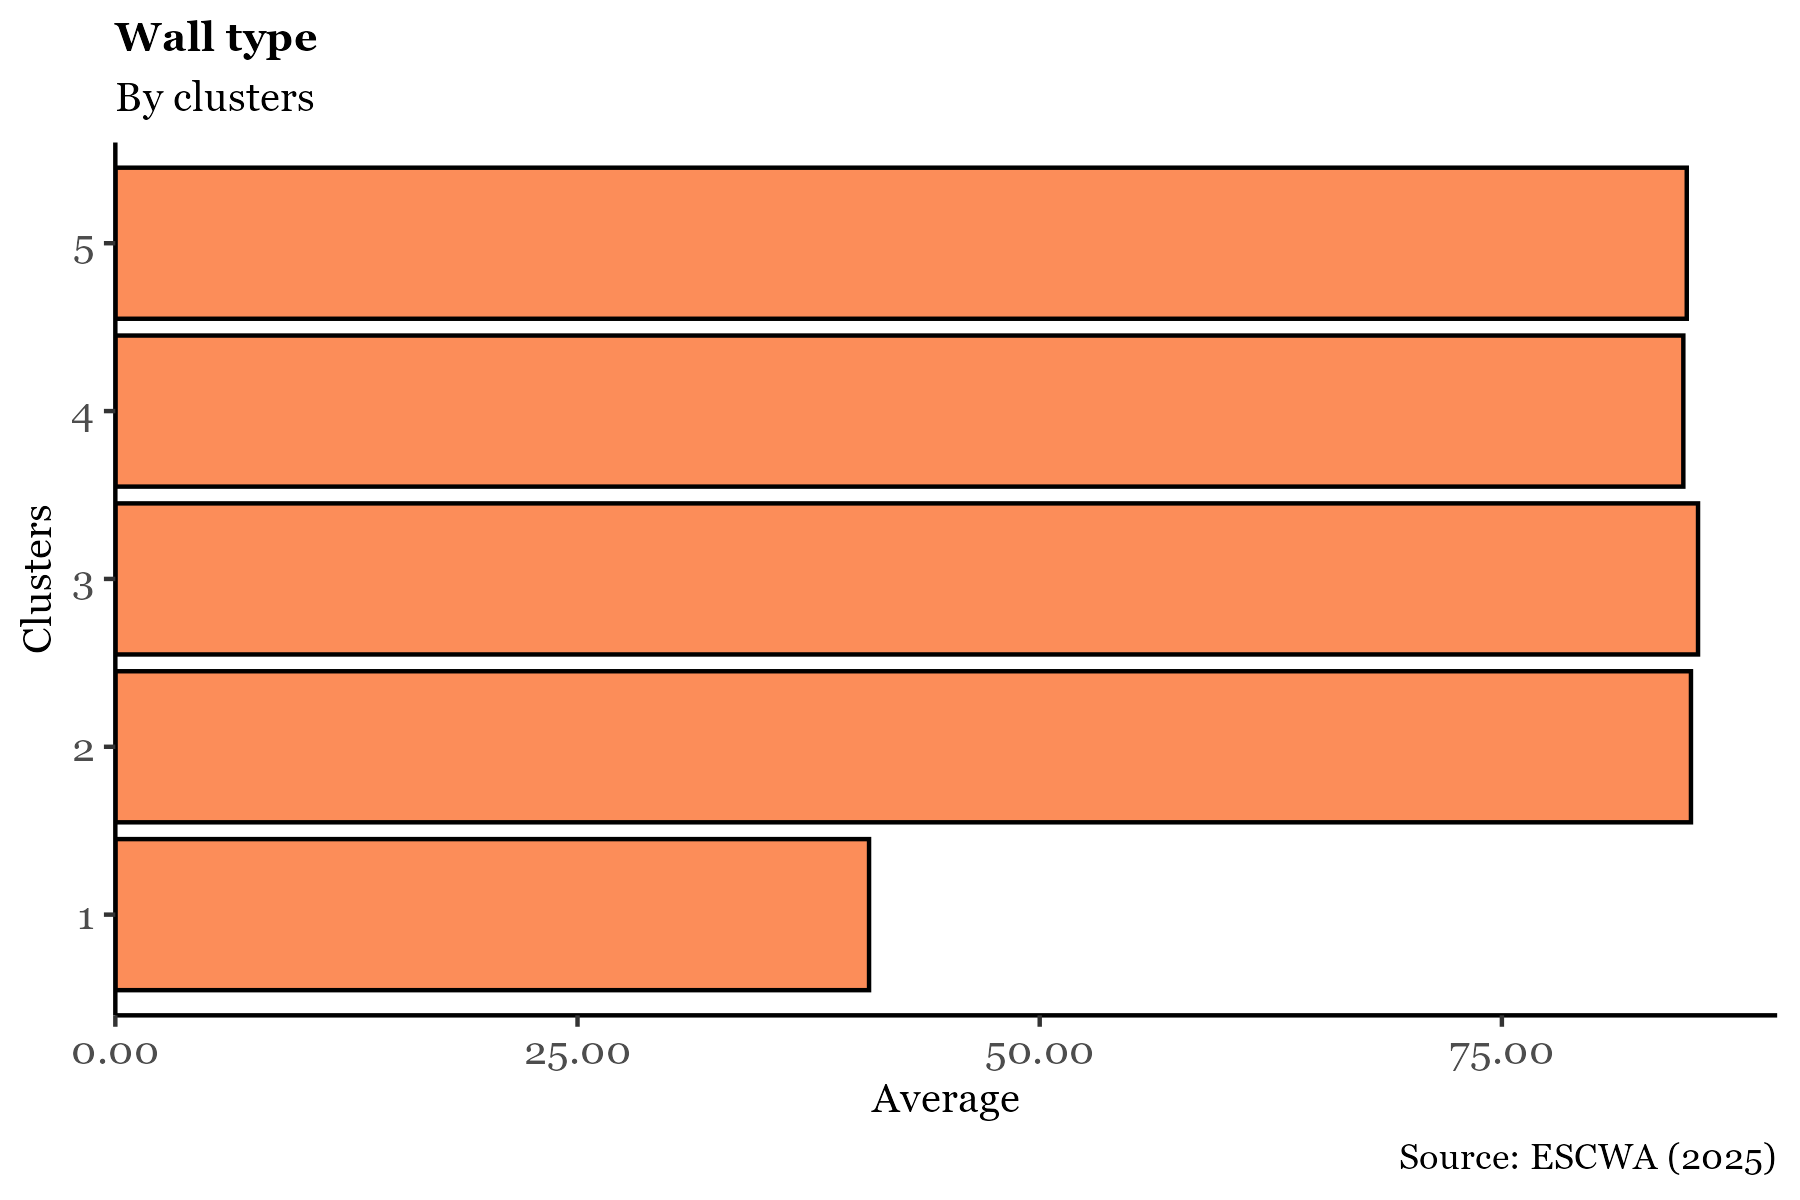 Wall type
By clusters
5
4
3
2
1
Clusters
0.00 25.00 50.00 75.00
Average
Source: ESCWA (2025)